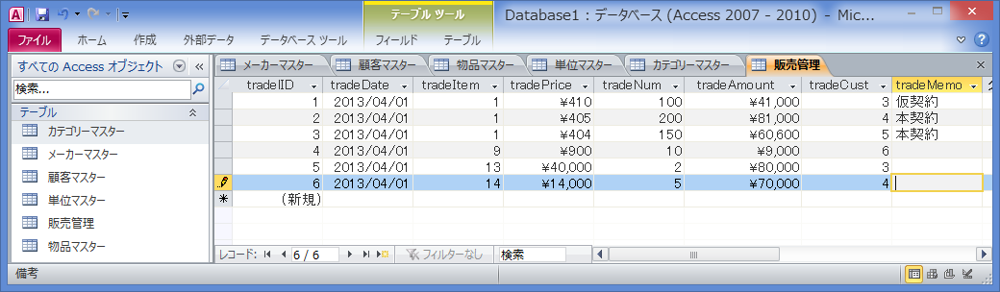 テーブル ツール
Database1 : データベース (Access 2007 - 2010) - Mic...
ファイル ホーム 作成 外部データ データベース ツール フィールド テーブル
すべての Access オブジェクト
検索...
テーブル
カテゴリーマスター
メーカーマスター
顧客マスター
単位マスター
販売管理
物品マスター
メーカーマスター 顧客マスター 物品マスター 単位マスター カテゴリーマスター 販売管理
tradeIID tradeDate tradeItem tradePrice tradeNum tradeAmount tradeCust tradeMemo
1 2013/04/01 1 ¥410 100 ¥41,000 3 仮契約
2 2013/04/01 1 ¥405 200 ¥81,000 4 本契約
3 2013/04/01 1 ¥404 150 ¥60,600 5 本契約
4 2013/04/01 9 ¥900 10 ¥9,000 6
5 2013/04/01 13 ¥40,000 2 ¥80,000 3
6 2013/04/01 14 ¥14,000 5 ¥70,000 4
(新規)
レコード: 6 / 6 フィルターなし 検索
備考